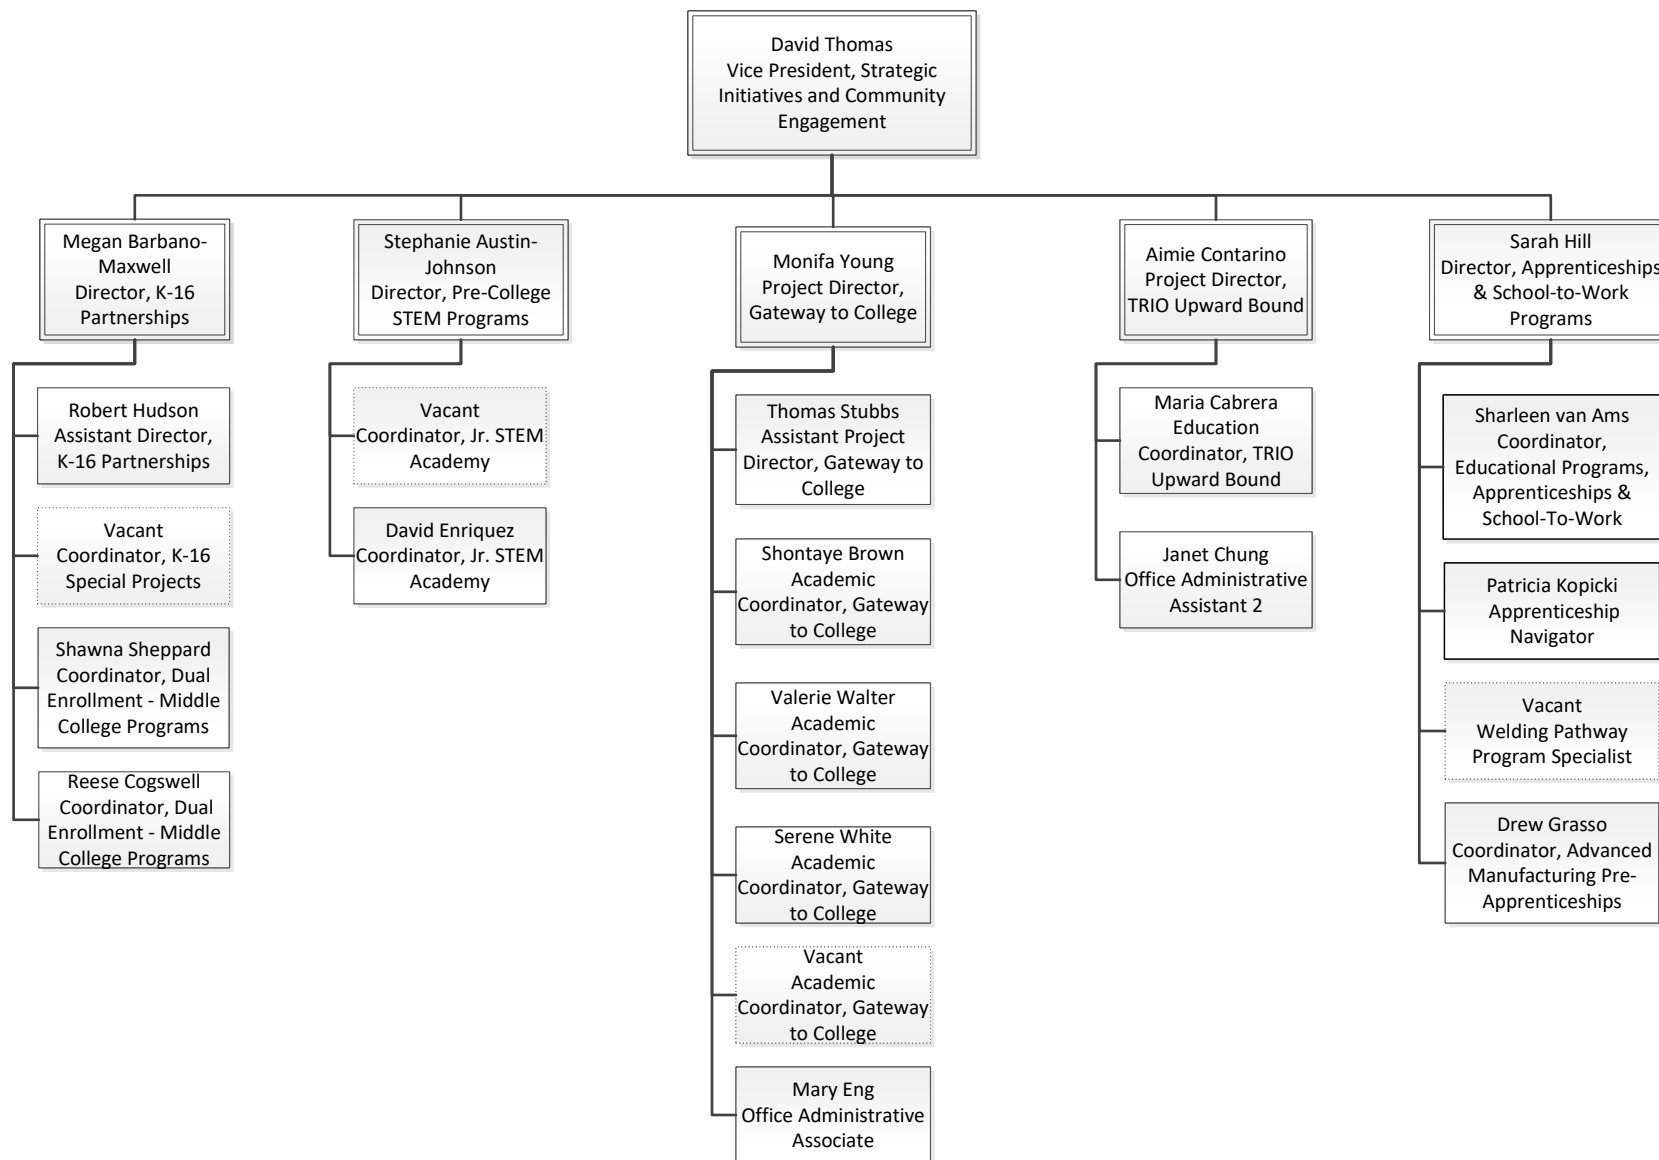 David Thomas
Vice President, Strategic
Initiatives and Community
Engagement
Megan Barbano-
Maxwell
Director, K-16
Partnerships
Robert Hudson
Assistant Director,
K-16 Partnerships
Vacant
Coordinator, K-16
Special Projects
Shawna Sheppard
Coordinator, Dual
Enrollment - Middle
College Programs
Reese Cogswell
Coordinator, Dual
Enrollment - Middle
College Programs
Stephanie Austin-
Johnson
Director, Pre-College
STEM Programs
Vacant
Coordinator, Jr. STEM
Academy
David Enriquez
Coordinator, Jr. STEM
Academy
Monifa Young
Project Director,
Gateway to College
Thomas Stubbs
Assistant Project
Director, Gateway to
College
Shontaye Brown
Academic
Coordinator, Gateway
to College
Valerie Walter
Academic
Coordinator, Gateway
to College
Serene White
Academic
Coordinator, Gateway
to College
Vacant
Academic
Coordinator, Gateway
to College
Mary Eng
Office Administrative
Associate
Aimie Contarino
Project Director,
TRIO Upward Bound
Maria Cabrera
Education
Coordinator, TRIO
Upward Bound
Janet Chung
Office Administrative
Assistant 2
Sarah Hill
Director, Apprenticeships
& School-to-Work
Programs
Sharleen van Ams
Coordinator,
Educational Programs,
Apprenticeships &
School-To-Work
Patricia Kopicki
Apprenticeship
Navigator
Vacant
Welding Pathway
Program Specialist
Drew Grasso
Coordinator, Advanced
Manufacturing Pre-
Apprenticeships